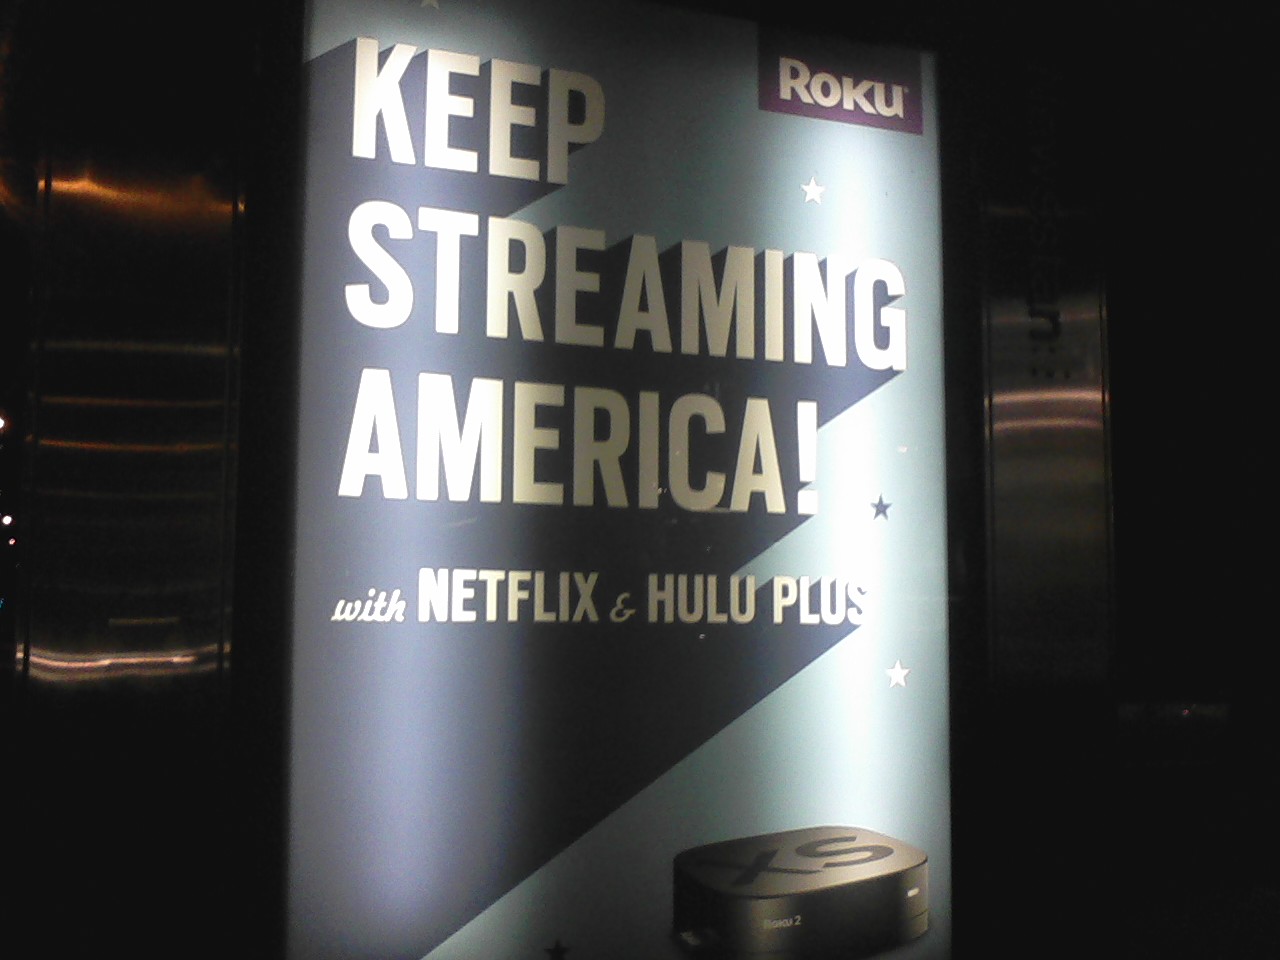 ROKU
KEEP
STREAMING
AMERICA!
with NETFLIX & HULU PLUS
XS
Roku 2